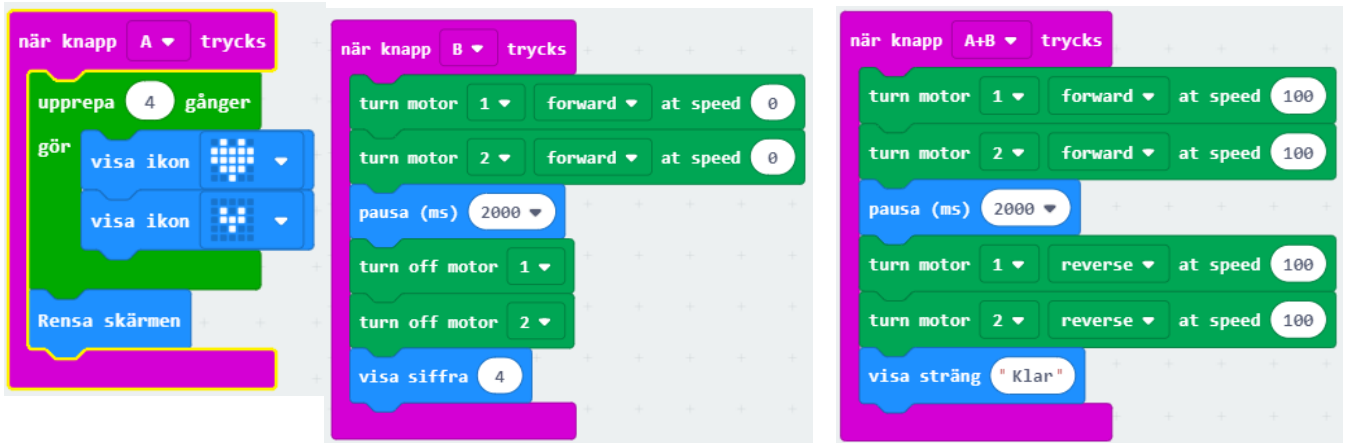 när knapp A trycks
upprepa 4 gånger
gör
visa ikon
visa ikon
Rensa skärmen
när knapp B trycks
turn motor 1 forward at speed 0
turn motor 2 forward at speed 0
pausa (ms) 2000
turn off motor 1
turn off motor 2
visa siffra 4
när knapp A+B trycks
turn motor 1 forward at speed 100
turn motor 2 forward at speed 100
pausa (ms) 2000
turn motor 1 reverse at speed 100
turn motor 2 reverse at speed 100
visa sträng "Klar"